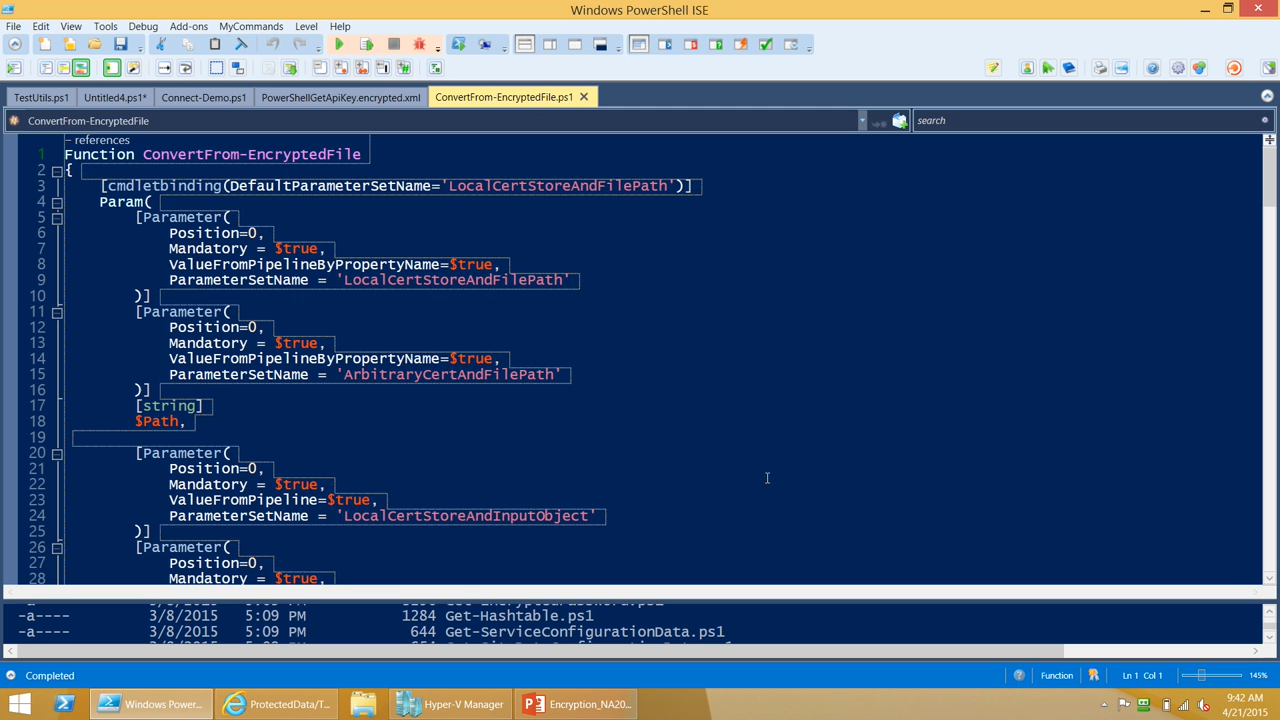 Windows PowerShell ISE
File Edit View Tools Debug Add-ons MyCommands Level Help
TestUtils.ps1 Untitled4.ps1* Connect-Demo.ps1 PowerShellGetApiKey.encrypted.xml ConvertFrom-EncryptedFile.ps1
ConvertFrom-EncryptedFile search
– references
1 Function ConvertFrom-EncryptedFile
2 {
3 [cmdletbinding(DefaultParameterSetName='LocalCertStoreAndFilePath')]
4 Param(
5 [Parameter(
6 Position=0,
7 Mandatory = $true,
8 ValueFromPipelineByPropertyName=$true,
9 ParameterSetName = 'LocalCertStoreAndFilePath'
10 )]
11 [Parameter(
12 Position=0,
13 Mandatory = $true,
14 ValueFromPipelineByPropertyName=$true,
15 ParameterSetName = 'ArbitraryCertAndFilePath'
16 )]
17 [string]
18 $Path,
19
20 [Parameter(
21 Position=0,
22 Mandatory = $true,
23 ValueFromPipeline=$true,
24 ParameterSetName = 'LocalCertStoreAndInputObject'
25 )]
26 [Parameter(
27 Position=0,
28 Mandatory = $true,
-a---- 3/8/2015 5:09 PM 1284 Get-Hashtable.ps1
-a---- 3/8/2015 5:09 PM 644 Get-ServiceConfigurationData.ps1
Completed Function Ln 1 Col 1 145%
Windows Power... ProtectedData/T... Hyper-V Manager Encryption_NA20... 9:42 AM
4/21/2015